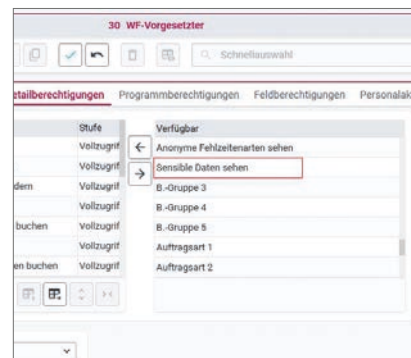 30 WF-Vorgesetzter
Schnellauswahl
etailberechtigungen Programmberechtigungen Feldberechtigungen Personalak
Stufe Verfügbar
Vollzugrif Anonyme Fehlzeitenarten sehen
Vollzugrif Sensible Daten sehen
dern Vollzugrif B.-Gruppe 3
Vollzugrif B.-Gruppe 4
buchen Vollzugrif B.-Gruppe 5
Vollzugrif Auftragsart 1
en buchen Vollzugrif Auftragsart 2